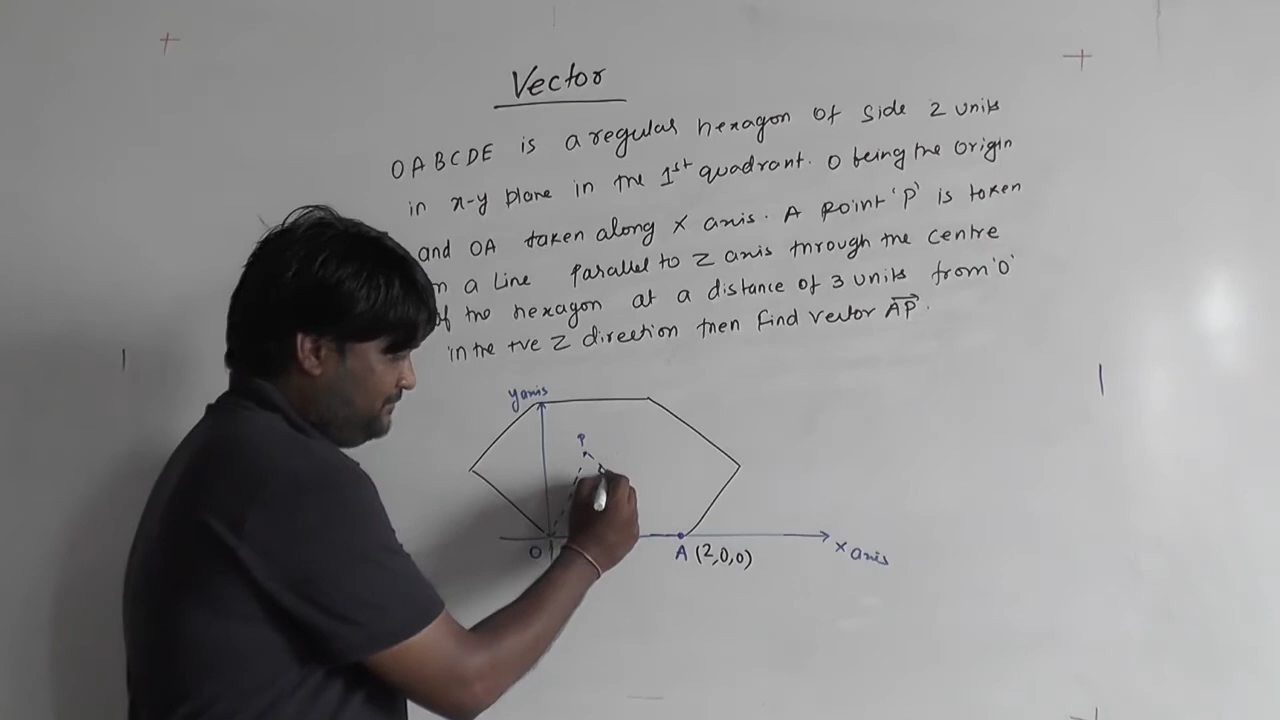 Vector
OABCDE is a regular hexagon of side 2 units
in x-y plane in the 1st quadrant. O being the origin
and OA taken along X axis. A point 'P' is taken
n a Line parallel to Z axis through the centre
of the hexagon at a distance of 3 units from 'O'
in the +ve Z direction then find vector AP.
y axis
P
O
A (2,0,0)
x axis